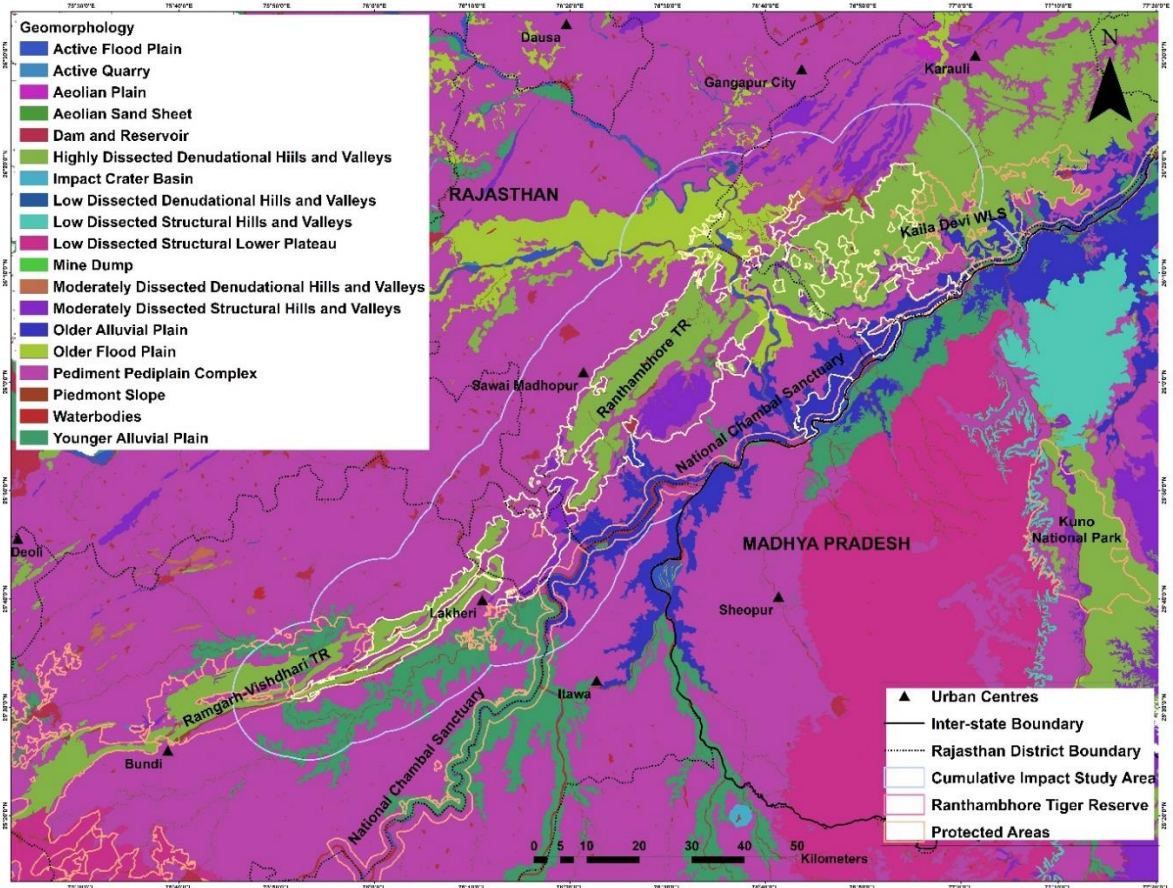 Geomorphology
Active Flood Plain
Active Quarry
Aeolian Plain
Aeolian Sand Sheet
Dam and Reservoir
Highly Dissected Denudational Hiills and Valleys
Impact Crater Basin
Low Dissected Denudational Hills and Valleys
Low Dissected Structural Hills and Valleys
Low Dissected Structural Lower Plateau
Mine Dump
Moderately Dissected Denudational Hills and Valleys
Moderately Dissected Structural Hills and Valleys
Older Alluvial Plain
Older Flood Plain
Pediment Pediplain Complex
Piedmont Slope
Waterbodies
Younger Alluvial Plain
Dausa
Gangapur City
Karauli
N
RAJASTHAN
Kaila Devi WLS
Ranthambhore TR
Sawai Madhopur
National Chambal Sanctuary
Deoli
MADHYA PRADESH
Kuno
National Park
Lakheri
Sheopur
Ramgarh-Vishdhari TR
Itawa
Bundi
National Chambal Sanctuary
Urban Centres
Inter-state Boundary
Rajasthan District Boundary
Cumulative Impact Study Area
Ranthambhore Tiger Reserve
Protected Areas
0 5 10 20 30 40
Kilometers